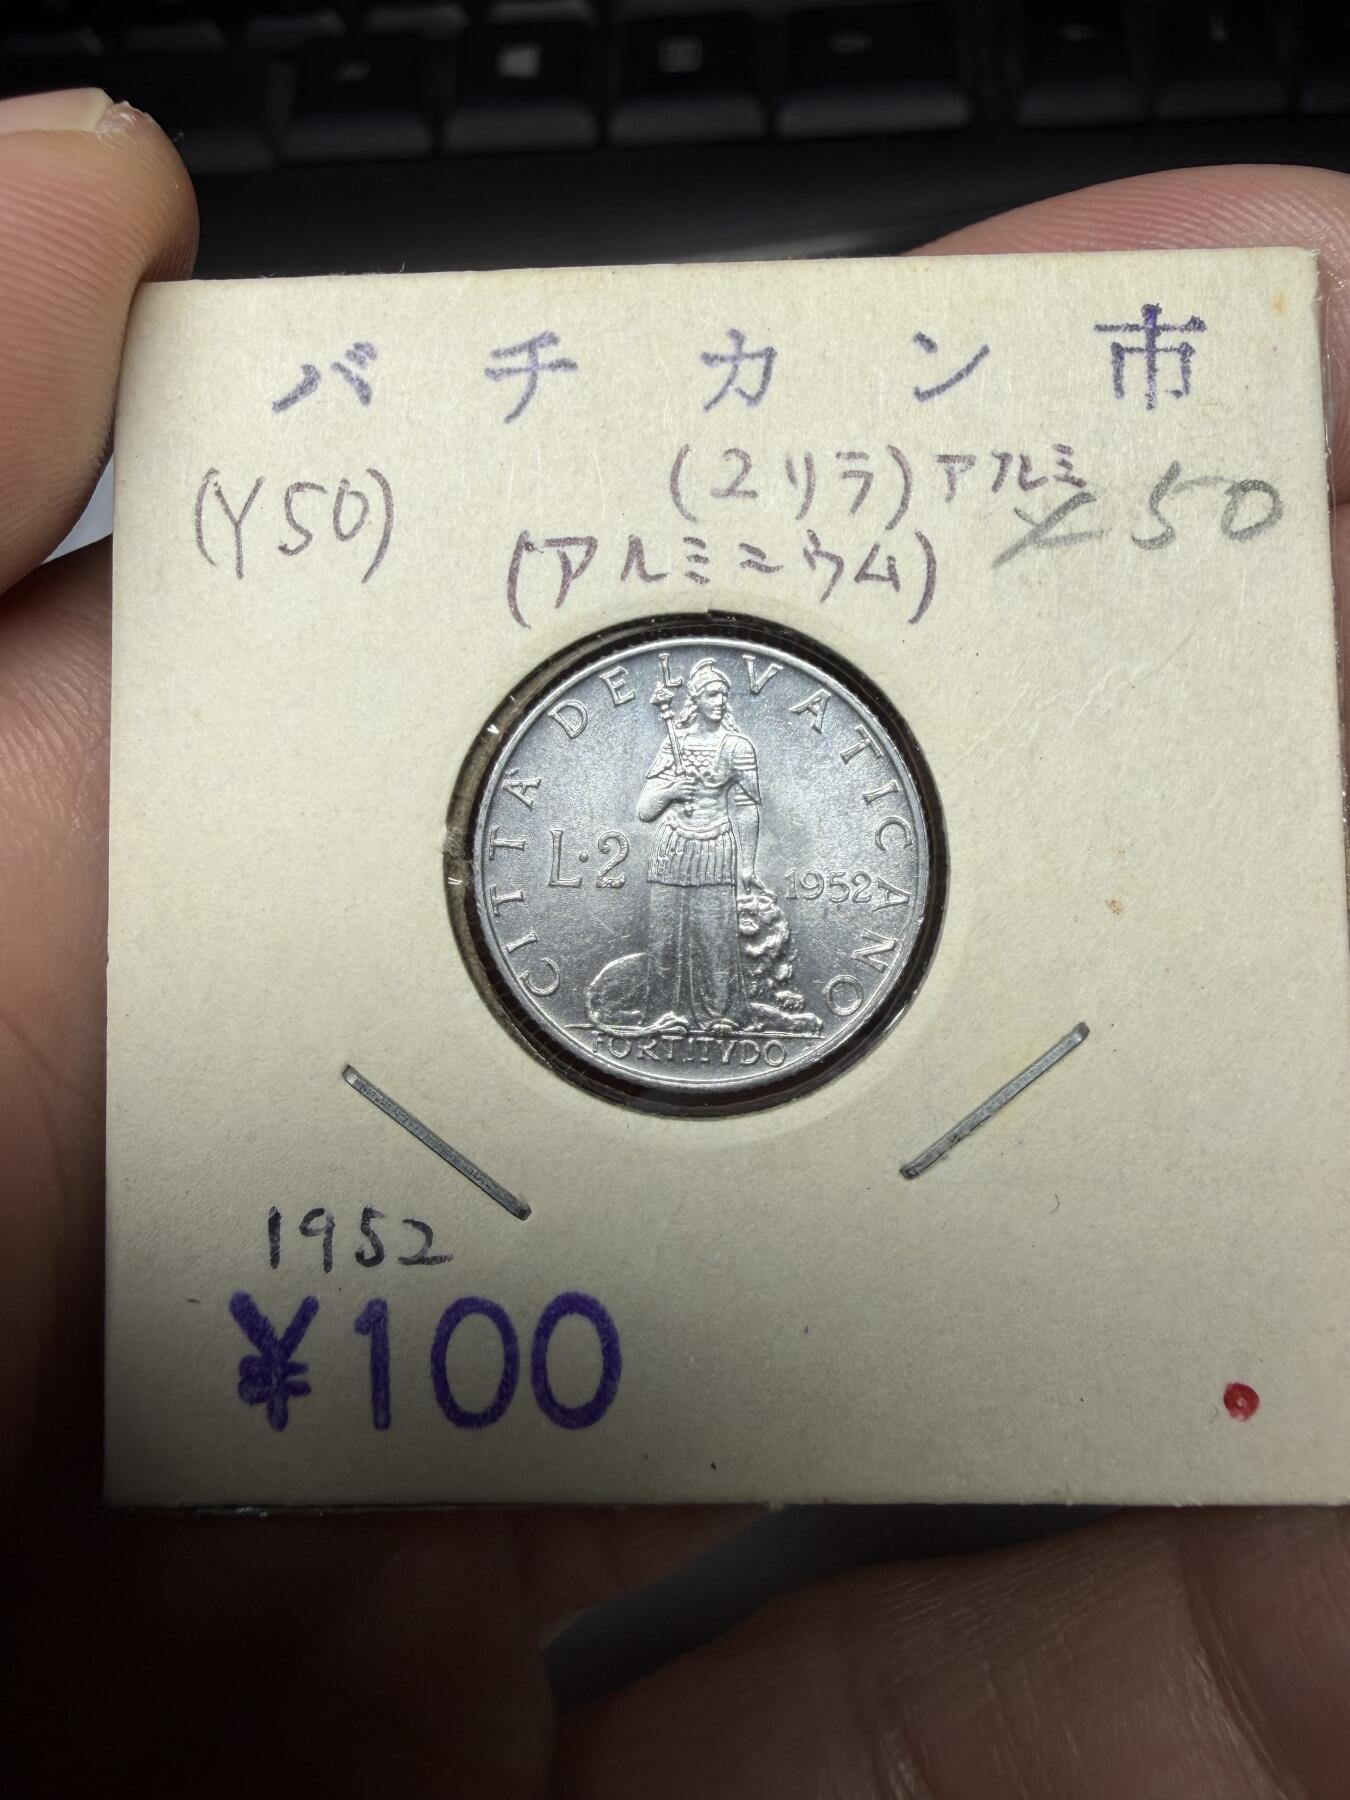 バチカン市
(Y50) (2リラ)アルミ ¥50
(アルミニウム)
CITTÀ DEL VATICANO
L·2 1952
FORTITVDO
1952
¥100